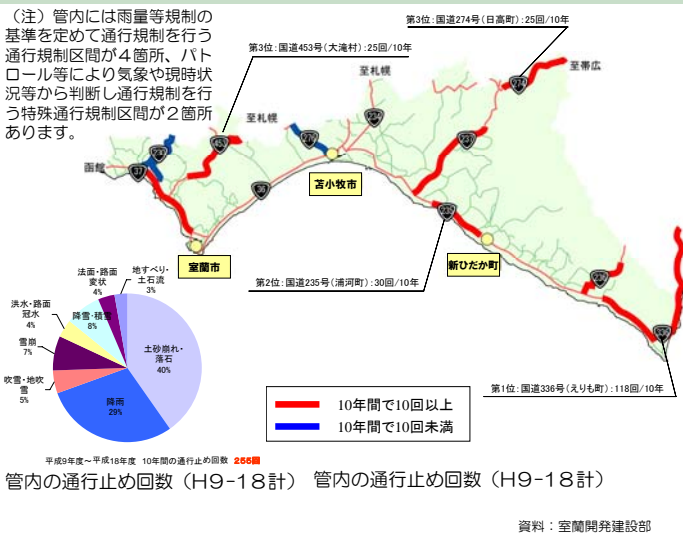 （注）管内には雨量等規制の
基準を定めて通行規制を行う
通行規制区間が４箇所、パト
ロール等により気象や現時状
況等から判断し通行規制を行
う特殊通行規制区間が２箇所
あります。
第3位：国道274号（日高町）：25回/10年
第3位：国道453号（大滝村）：25回/10年
至帯広
至札幌
至札幌
274
276
234
453
230
37
函館
36
苫小牧市
235
室蘭市
新ひだか町
第2位：国道235号（浦河町）：30回/10年
336
第1位：国道336号（えりも町）：118回/10年
法面・路面
変状
4%
地すべり・
土石流
3%
洪水・路面
冠水
4%
降雪・積雪
8%
雪崩
7%
吹雪・地吹
雪
5%
土砂崩れ・
落石
40%
降雨
29%
10年間で10回以上
10年間で10回未満
平成9年度～平成18年度 10年間の通行止め回数
管内の通行止め回数（H9-18計）
管内の通行止め回数（H9-18計）
資料：室蘭開発建設部